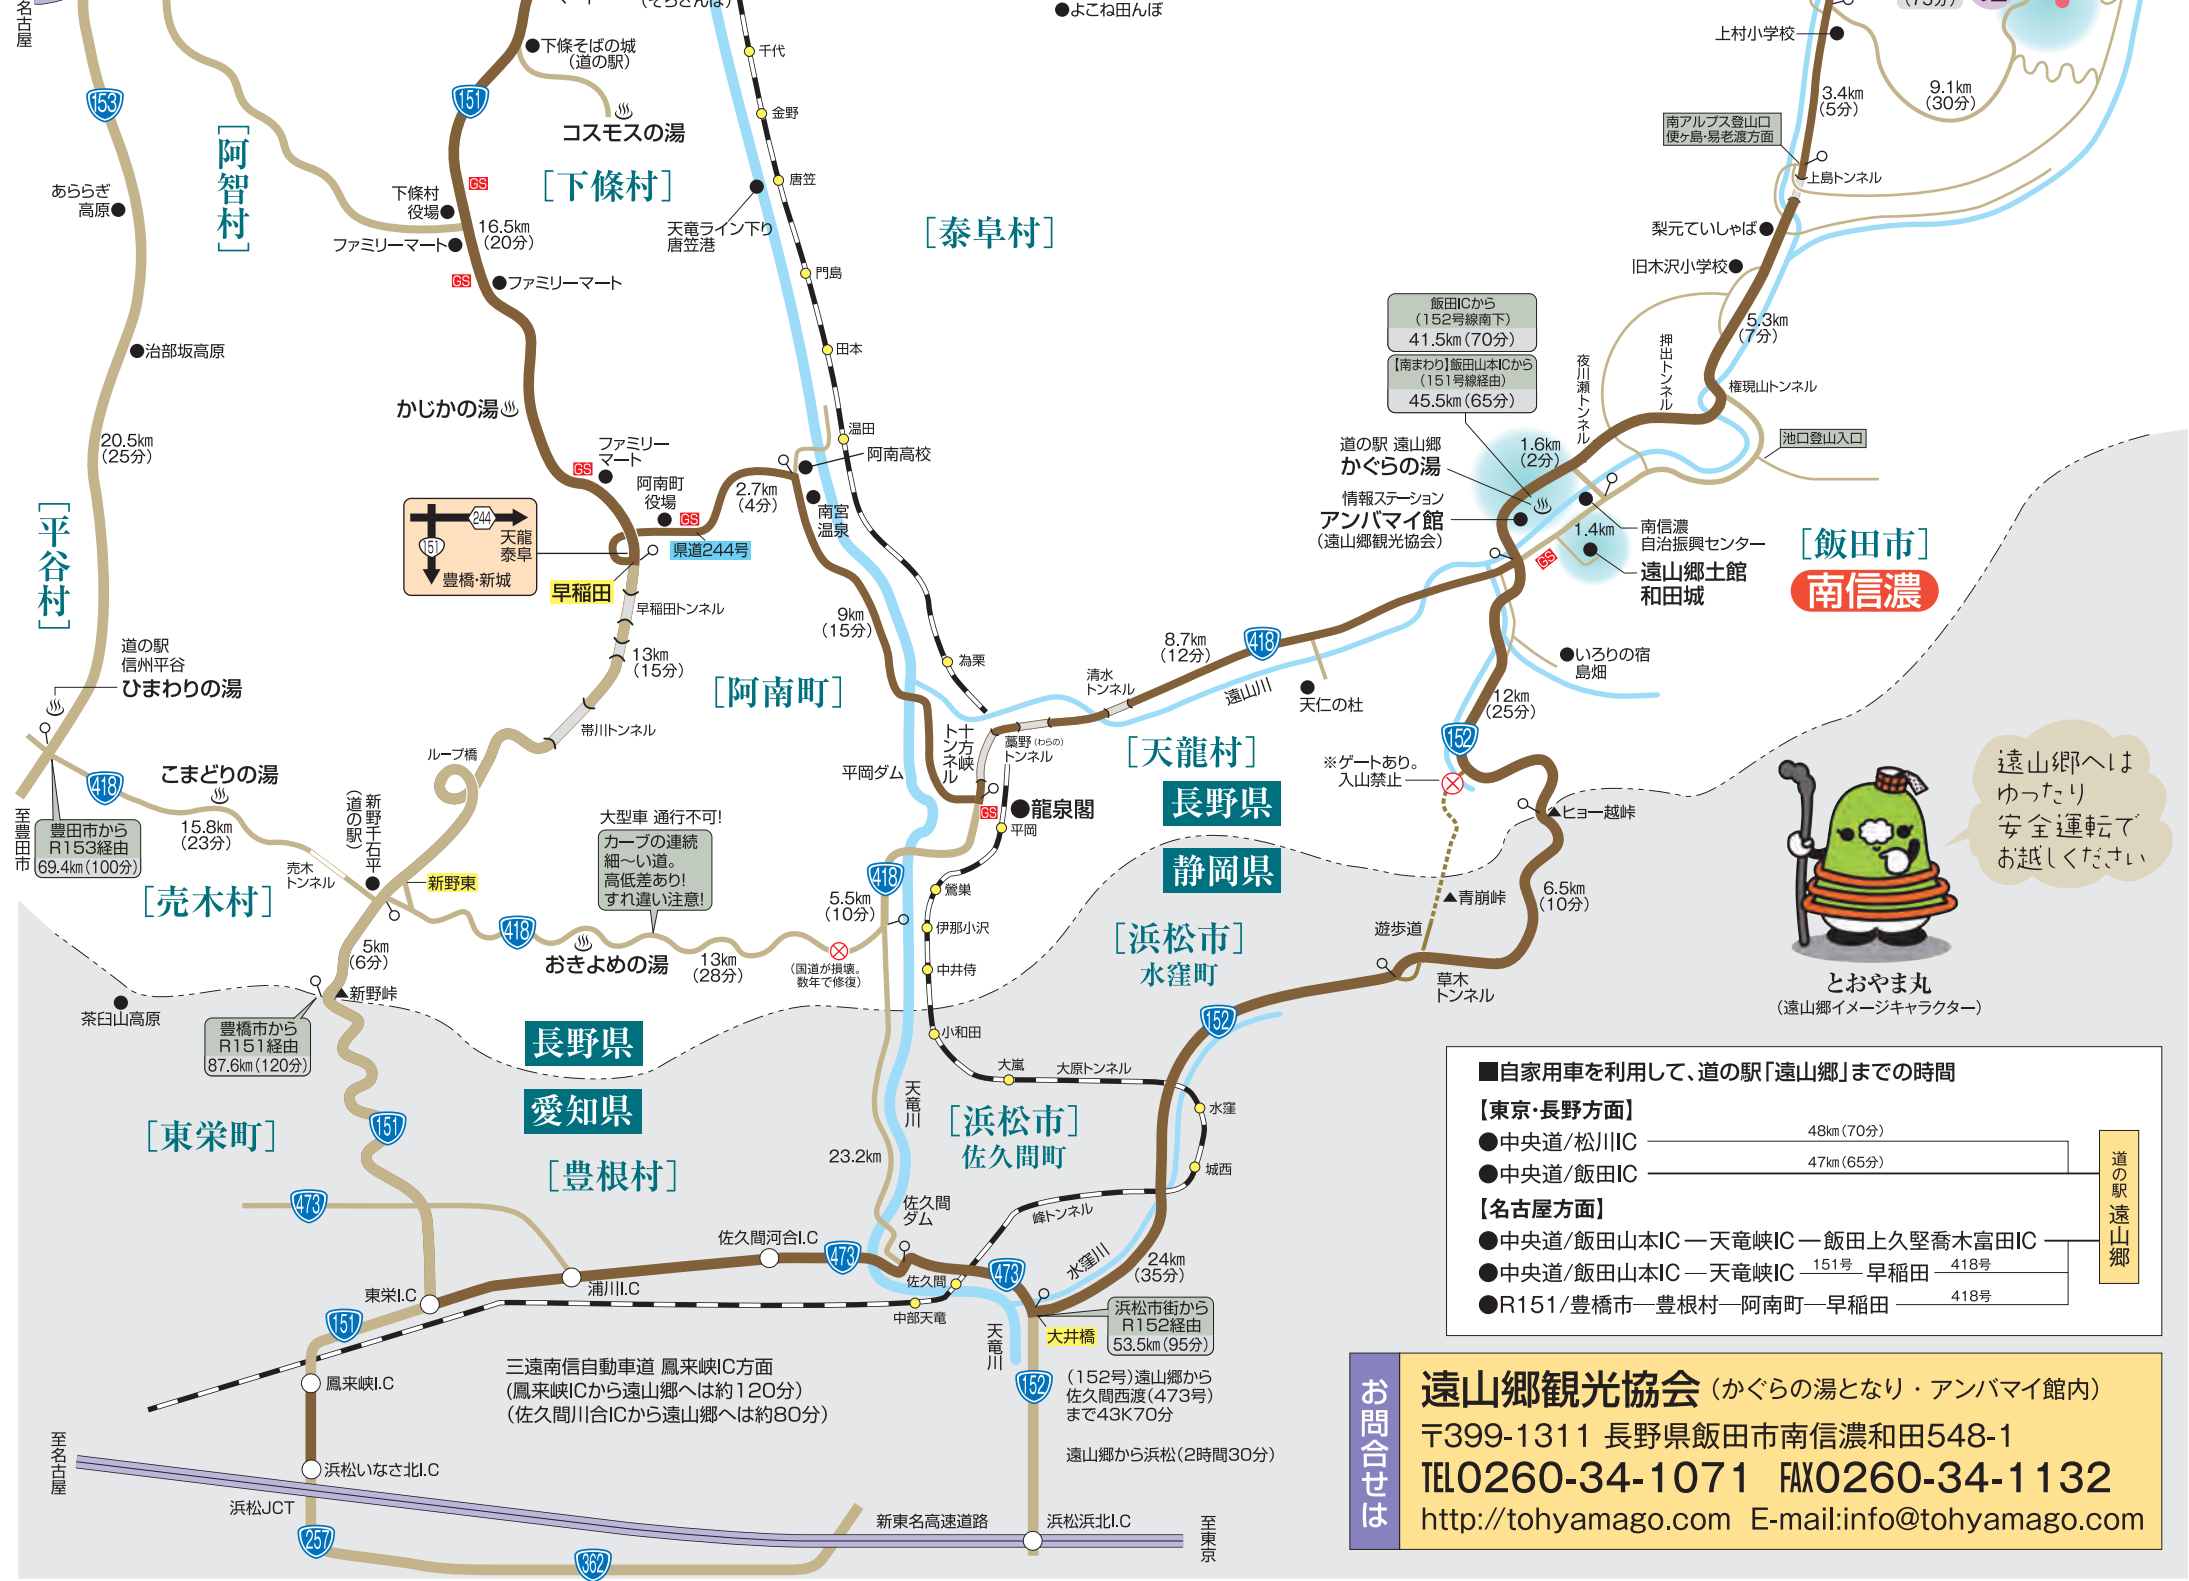 名古屋
153
あららぎ
高原
[阿智村]
治部坂高原
20.5km
(25分)
[平谷村]
道の駅
信州平谷
ひまわりの湯
至豊田市
418
豊田市から
R153経由
69.4km(100分)
こまどりの湯
15.8km
(23分)
[売木村]
売木
トンネル
新野千石平
(道の駅)
新野東
ループ橋
5km
(6分)
新野峠
茶臼山高原
豊橋市から
R151経由
87.6km(120分)
下條そばの城
(道の駅)
151
コスモスの湯
[下條村]
GS
下條村
役場
16.5km
(20分)
ファミリーマート
GS
ファミリーマート
かじかの湯
ファミリー
マート
GS
阿南町
役場
GS
県道244号
2.7km
(4分)
244
天龍
泰阜
151
豊橋・新城
早稲田
早稲田トンネル
13km
(15分)
帯川トンネル
千代
金野
唐笠
天竜ライン下り
唐笠港
門島
田本
温田
阿南高校
南宮
温泉
[泰阜村]
よこね田んぼ
9km
(15分)
為栗
[阿南町]
十方峡
トンネル
藁野(わらの)
トンネル
平岡ダム
GS
龍泉閣
平岡
大型車 通行不可!
カーブの連続
細〜い道。
高低差あり!
すれ違い注意!
418
おきよめの湯
13km
(28分)
(国道が損壊。
数年で修復)
418
5.5km
(10分)
鶯巣
伊那小沢
中井侍
小和田
大嵐
大原トンネル
水窪
城西
長野県
愛知県
[東栄町]
[豊根村]
151
473
天竜川
23.2km
[浜松市]
佐久間町
佐久間
ダム
峰トンネル
水窪川
佐久間河合I.C
473
473
佐久間
中部天竜
浦川I.C
東栄I.C
151
24km
(35分)
大井橋
浜松市街から
R152経由
53.5km(95分)
天竜川
152
(152号)遠山郷から
佐久間西渡(473号)
まで43K70分
遠山郷から浜松(2時間30分)
三遠南信自動車道 鳳来峡IC方面
(鳳来峡ICから遠山郷へは約120分)
(佐久間川合ICから遠山郷へは約80分)
鳳来峡I.C
至名古屋
浜松いなさ北I.C
浜松JCT
257
362
新東名高速道路
浜松浜北I.C
至東京
上村小学校
3.4km
(5分)
9.1km
(30分)
南アルプス登山口
便ヶ島・易老渡方面
上島トンネル
梨元ていしゃば
旧木沢小学校
5.3km
(7分)
飯田ICから
(152号線南下)
41.5km(70分)
【南まわり】飯田山本ICから
(151号線経由)
45.5km(65分)
夜川瀬トンネル
押出トンネル
権現山トンネル
池口登山入口
道の駅 遠山郷
かぐらの湯
1.6km
(2分)
情報ステーション
アンバマイ館
(遠山郷観光協会)
1.4km
南信濃
自治振興センター
GS
遠山郷土館
和田城
[飯田市]
南信濃
8.7km
(12分)
418
清水
トンネル
遠山川
天仁の杜
いろりの宿
島畑
12km
(25分)
152
[天龍村]
長野県
静岡県
※ゲートあり。
入山禁止
ヒョー越峠
青崩峠
6.5km
(10分)
遊歩道
草木
トンネル
[浜松市]
水窪町
152
遠山郷へは
ゆったり
安全運転で
お越しください
とおやま丸
(遠山郷イメージキャラクター)
■自家用車を利用して、道の駅「遠山郷」までの時間
【東京・長野方面】
●中央道/松川IC 48km(70分)
●中央道/飯田IC 47km(65分)
【名古屋方面】
●中央道/飯田山本IC—天竜峡IC—飯田上久堅喬木富田IC
●中央道/飯田山本IC—天竜峡IC 151号 早稲田 418号
●R151/豊橋市—豊根村—阿南町—早稲田 418号
道の駅 遠山郷
お問合せは
遠山郷観光協会(かぐらの湯となり・アンバマイ館内)
〒399-1311 長野県飯田市南信濃和田548-1
TEL0260-34-1071 FAX0260-34-1132
http://tohyamago.com E-mail:info@tohyamago.com